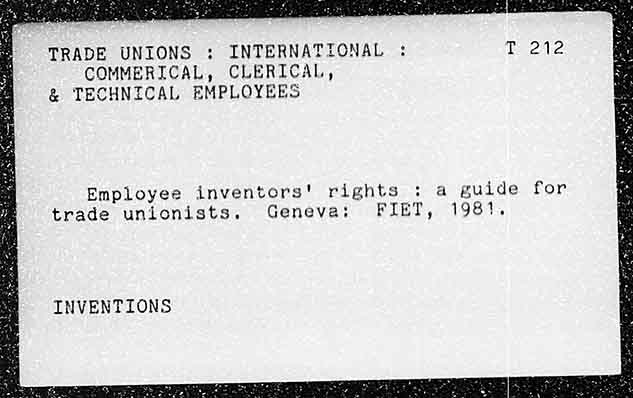 TRADE UNIONS : INTERNATIONAL : T 212
COMMERICAL, CLERICAL,
& TECHNICAL EMPLOYEES
Employee inventors' rights : a guide for
trade unionists. Geneva: FIET, 1981.
INVENTIONS